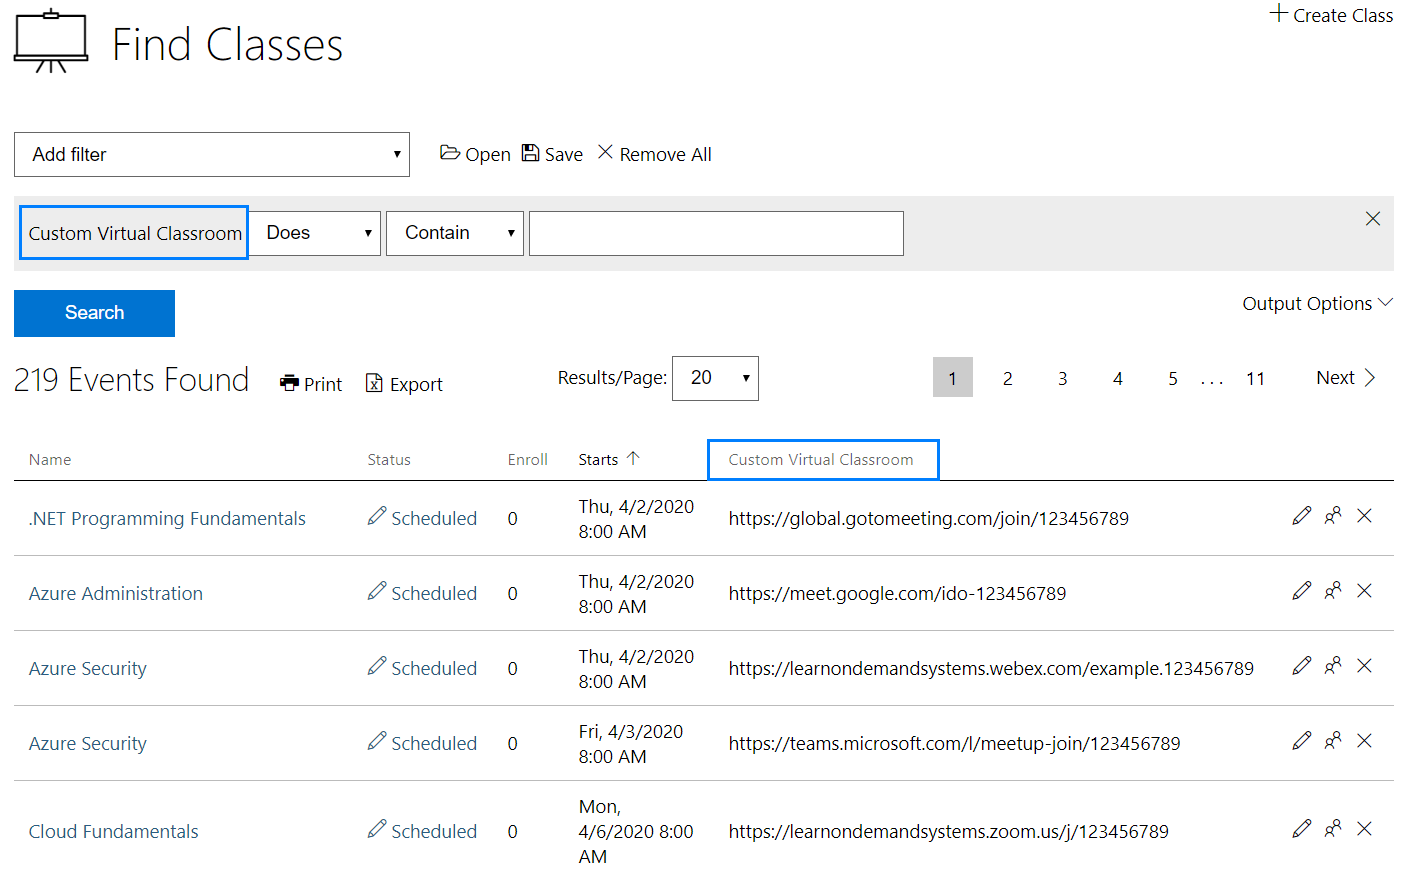 Find Classes
Create Class
Add filter
Open Save Remove All
Custom Virtual Classroom Does Contain
Search
Output Options
219 Events Found Print Export Results/Page: 20 1 2 3 4 5 ... 11 Next
Name Status Enroll Starts Custom Virtual Classroom
.NET Programming Fundamentals Scheduled 0 Thu, 4/2/2020 8:00 AM https://global.gotomeeting.com/join/123456789
Azure Administration Scheduled 0 Thu, 4/2/2020 8:00 AM https://meet.google.com/ido-123456789
Azure Security Scheduled 0 Thu, 4/2/2020 8:00 AM https://learnondemandsystems.webex.com/example.123456789
Azure Security Scheduled 0 Fri, 4/3/2020 8:00 AM https://teams.microsoft.com/l/meetup-join/123456789
Cloud Fundamentals Scheduled 0 Mon, 4/6/2020 8:00 AM https://learnondemandsystems.zoom.us/j/123456789